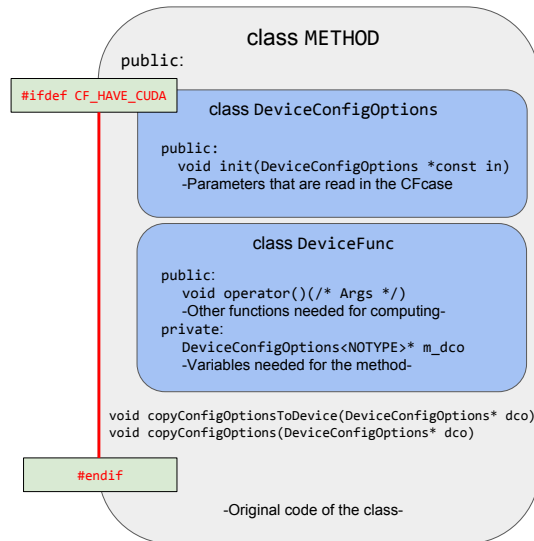 class METHOD
public:
#ifdef CF_HAVE_CUDA
class DeviceConfigOptions
public:
void init(DeviceConfigOptions *const in)
-Parameters that are read in the CFcase
class DeviceFunc
public:
void operator()(/* Args */)
-Other functions needed for computing-
private:
DeviceConfigOptions<NOTYPE>* m_dco
-Variables needed for the method-
void copyConfigOptionsToDevice(DeviceConfigOptions* dco)
void copyConfigOptions(DeviceConfigOptions* dco)
#endif
-Original code of the class-